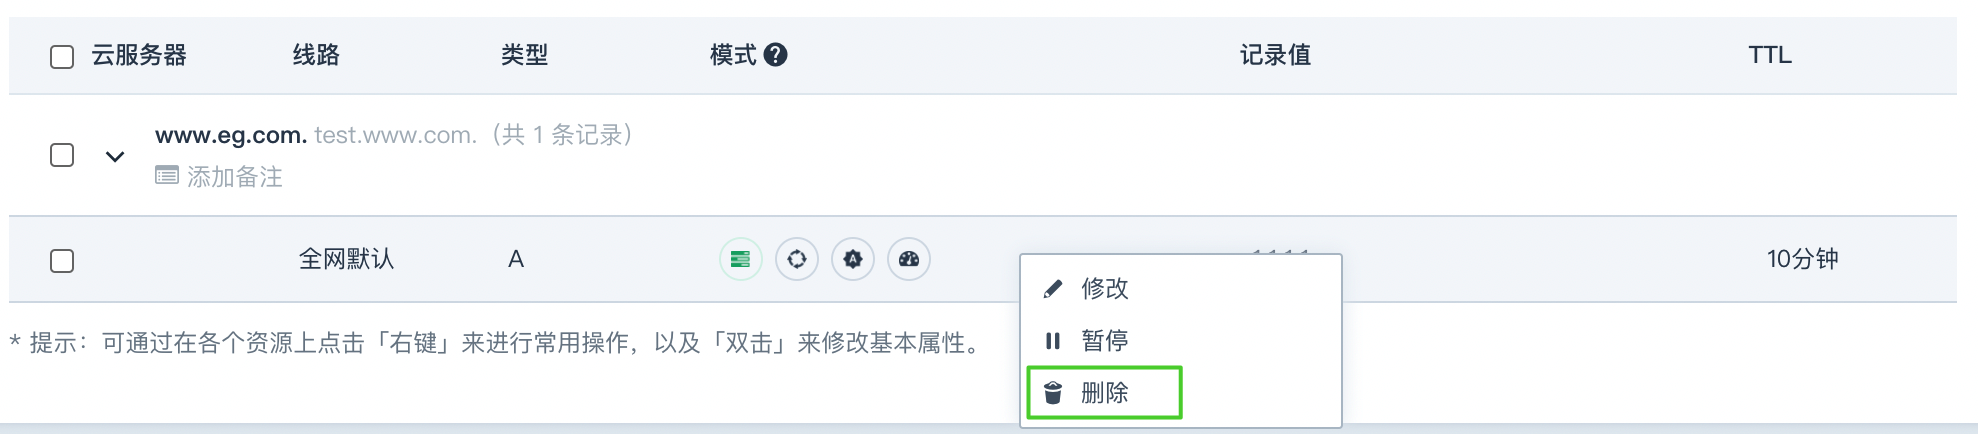 云服务器 线路 类型 模式 ? 记录值 TTL
www.eg.com. test.www.com.（共 1 条记录）
添加备注
全网默认 A 10分钟
修改
暂停
删除
* 提示：可通过在各个资源上点击「右键」来进行常用操作，以及「双击」来修改基本属性。